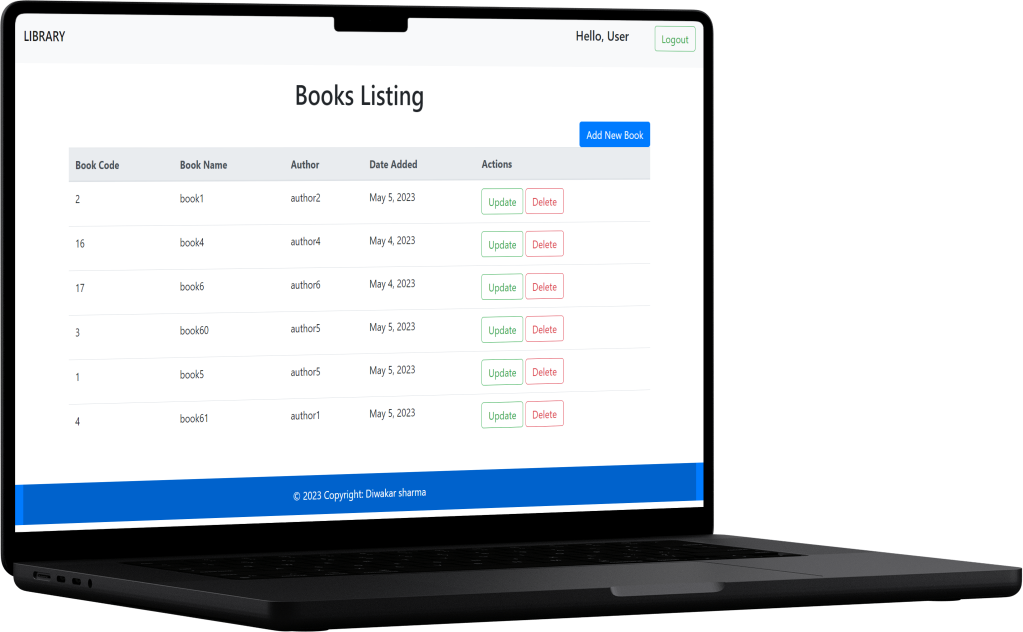 LIBRARY Hello, User Logout
Books Listing
Add New Book
Book Code Book Name Author Date Added Actions
2 book1 author2 May 5, 2023 Update Delete
16 book4 author4 May 4, 2023 Update Delete
17 book6 author6 May 4, 2023 Update Delete
3 book60 author5 May 5, 2023 Update Delete
1 book5 author5 May 5, 2023 Update Delete
4 book61 author1 May 5, 2023 Update Delete
© 2023 Copyright: Diwakar sharma